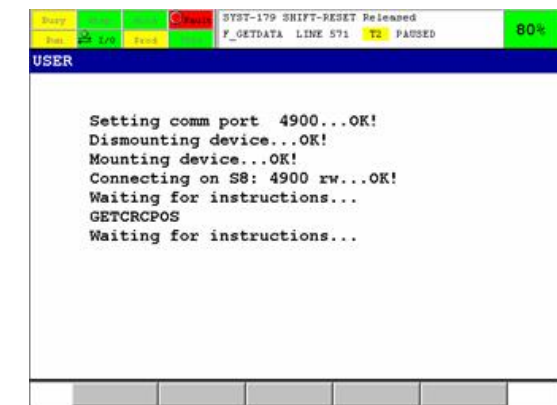 Busy
Fault
SYST-179 SHIFT-RESET Released
Run
I/O
Prod
F_GETDATA LINE 571 T2 PAUSED
80%
USER
Setting comm port 4900...OK!
Dismounting device...OK!
Mounting device...OK!
Connecting on S8: 4900 rw...OK!
Waiting for instructions...
GETCRCPOS
Waiting for instructions...